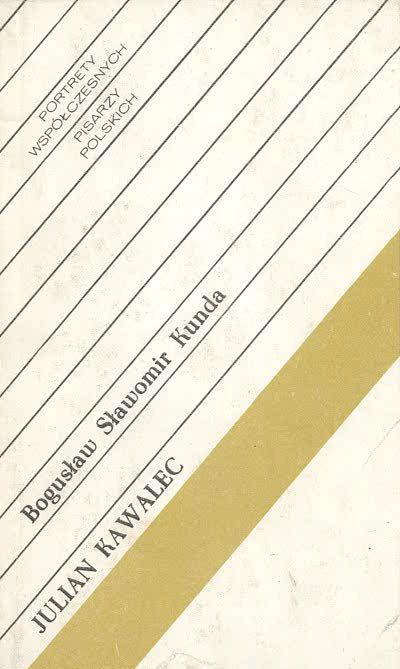 PORTRETY
WSPÓŁCZESNYCH
PISARZY
POLSKICH
Bogusław Sławomir Kunda
JULIAN KAWALEC